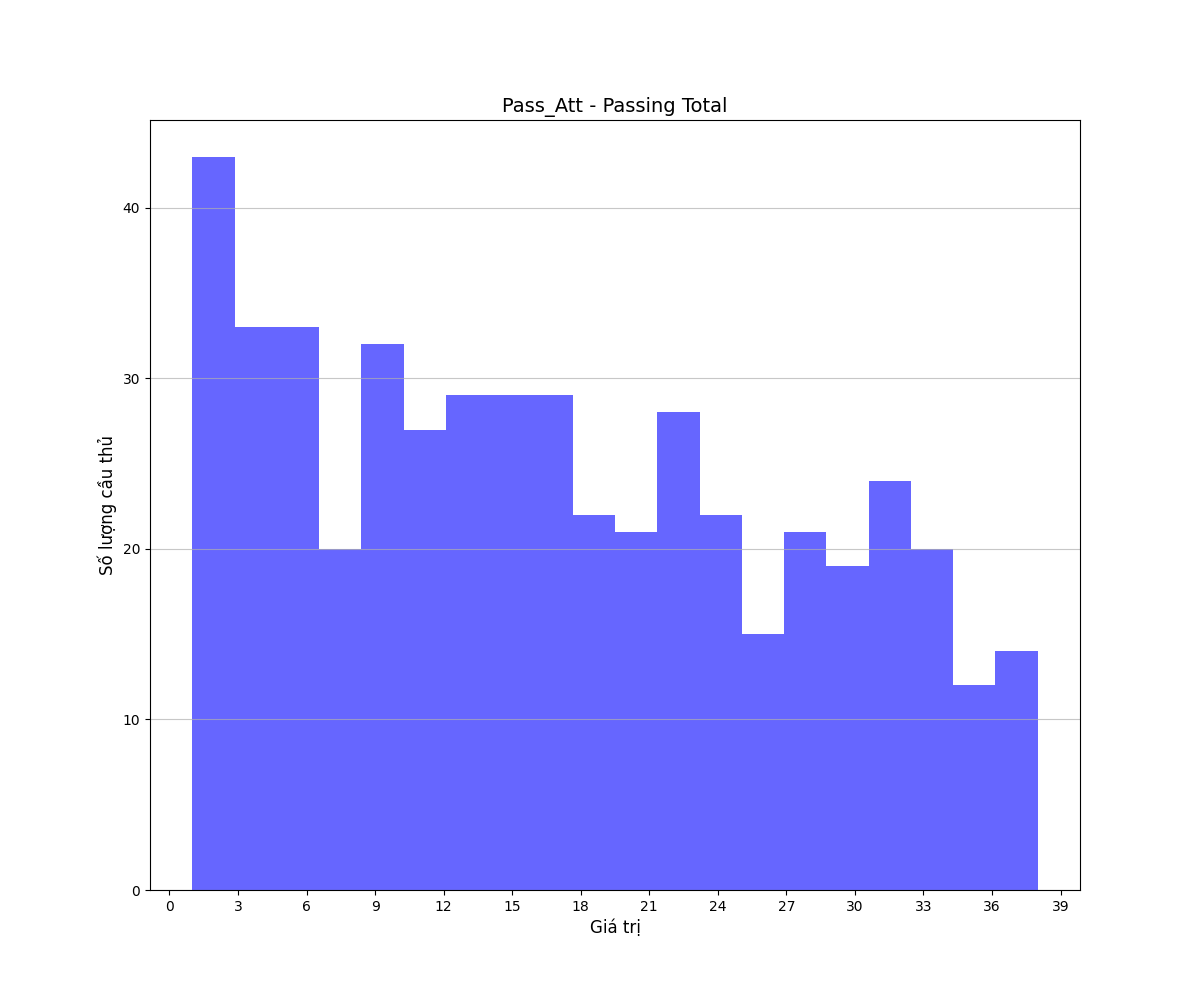 Pass_Att - Passing Total
40
30
20
10
0
Số lượng cầu thủ
0 3 6 9 12 15 18 21 24 27 30 33 36 39
Giá trị